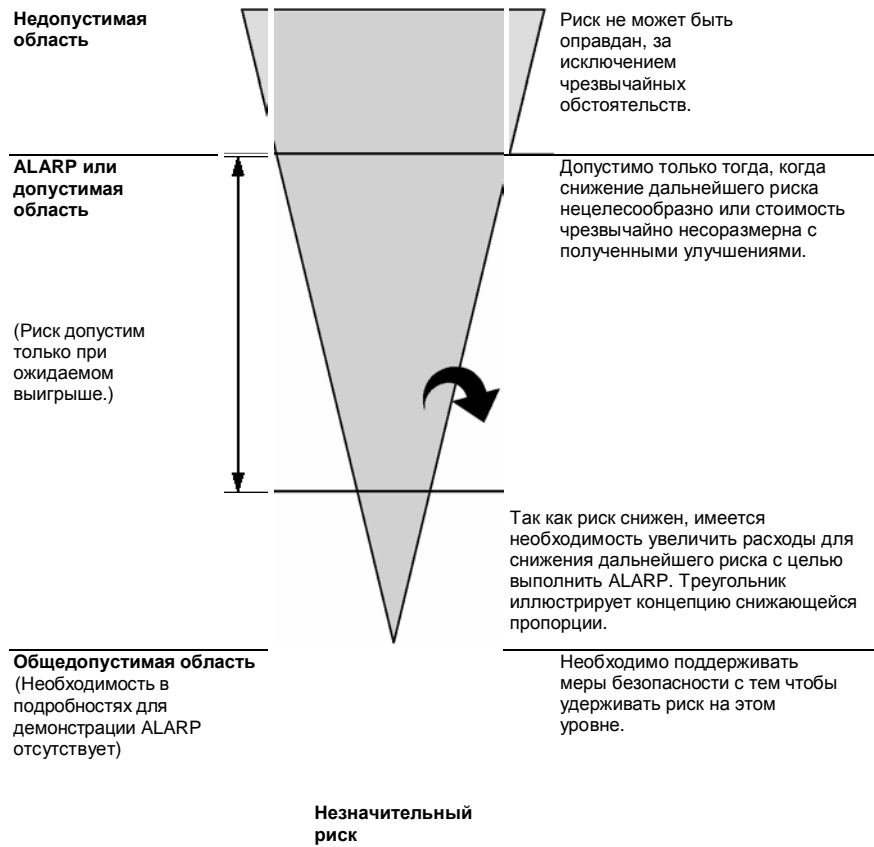 Недопустимая
область
Риск не может быть
оправдан, за
исключением
чрезвычайных
обстоятельств.
ALARP или
допустимая
область
Допустимо только тогда, когда
снижение дальнейшего риска
нецелесообразно или стоимость
чрезвычайно несоразмерна с
полученными улучшениями.
(Риск допустим
только при
ожидаемом
выигрыше.)
Так как риск снижен, имеется
необходимость увеличить расходы для
снижения дальнейшего риска с целью
выполнить ALARP. Треугольник
иллюстрирует концепцию снижающейся
пропорции.
Общедопустимая область
(Необходимость в
подробностях для
демонстрации ALARP
отсутствует)
Необходимо поддерживать
меры безопасности с тем чтобы
удерживать риск на этом
уровне.
Незначительный
риск